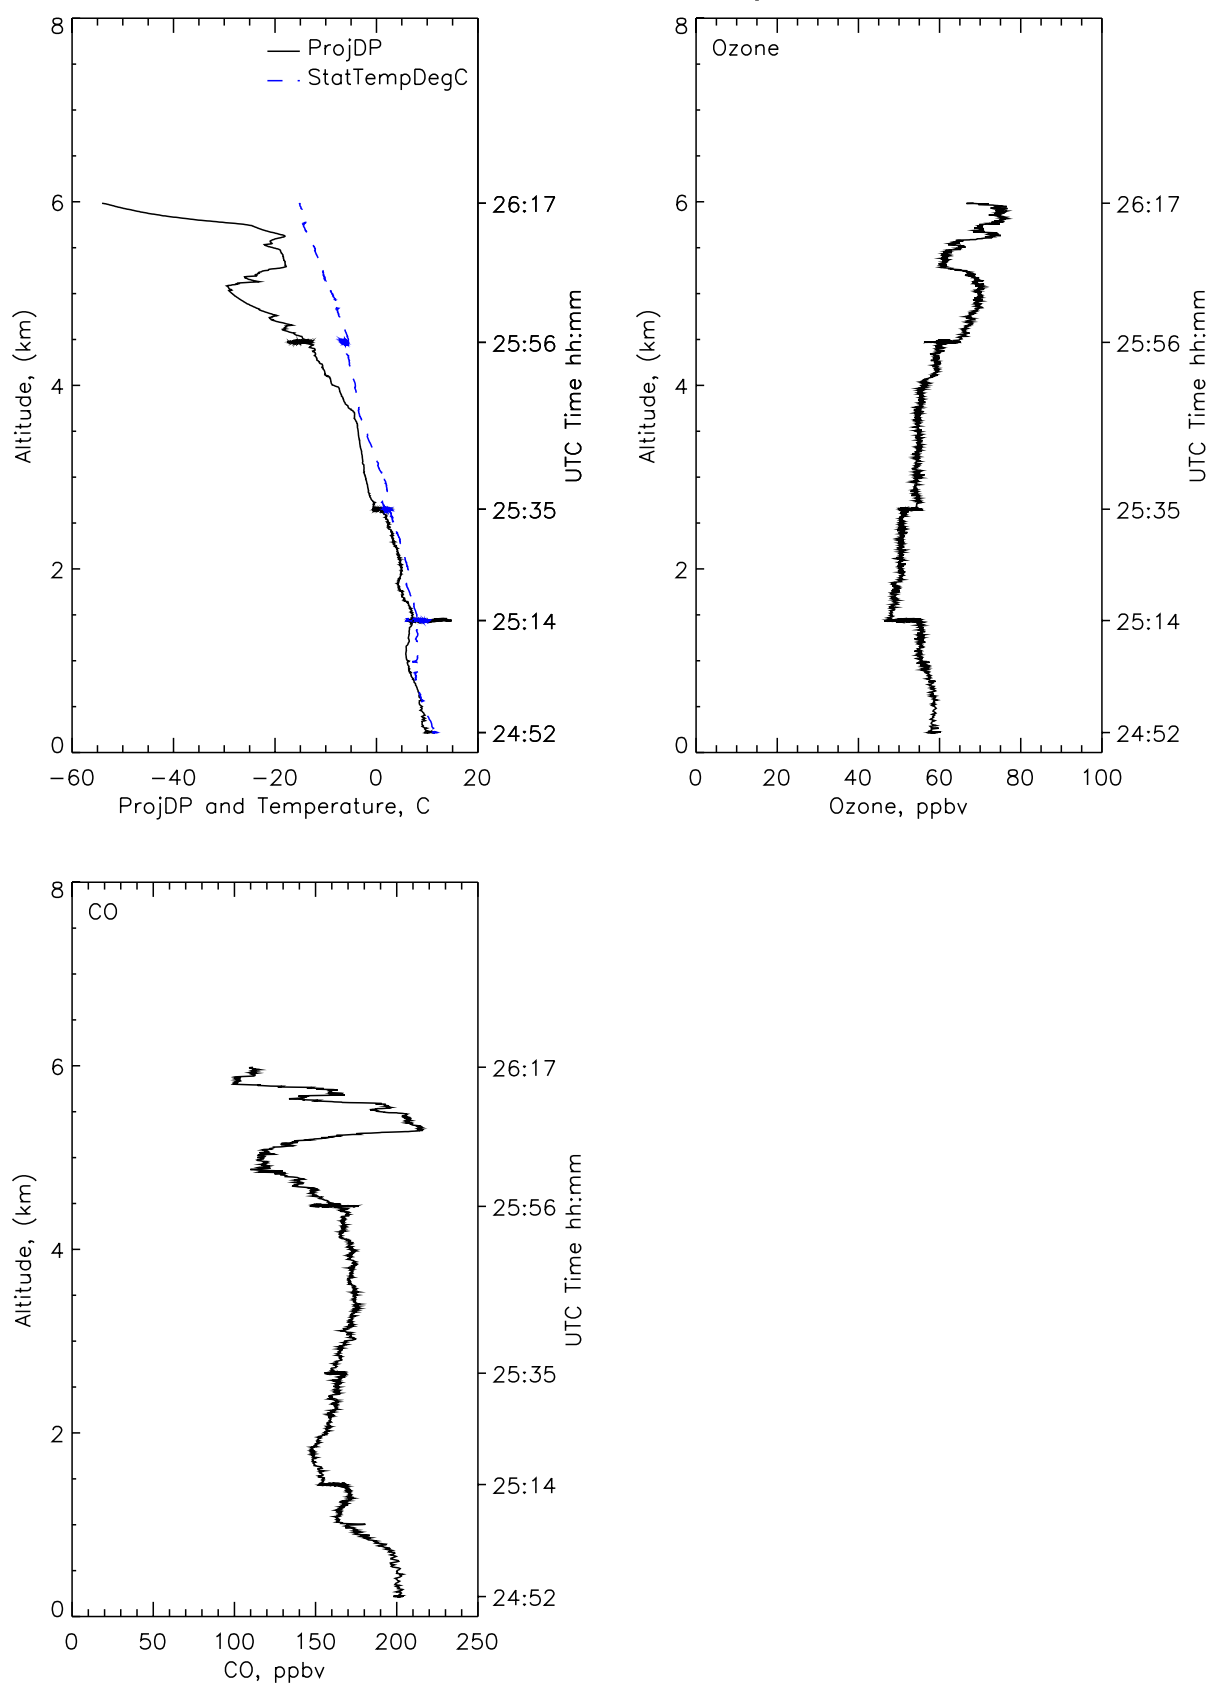 8
6
4
2
0
Altitude, (km)
ProjDP
StatTempDegC
26:17
25:56
25:35
25:14
24:52
UTC Time hh:mm
−60 −40 −20 0 20
ProjDP and Temperature, C
8
6
4
2
0
Altitude, (km)
Ozone
26:17
25:56
25:35
25:14
24:52
UTC Time hh:mm
0 20 40 60 80 100
Ozone, ppbv
8
6
4
2
0
Altitude, (km)
CO
26:17
25:56
25:35
25:14
24:52
UTC Time hh:mm
0 50 100 150 200 250
CO, ppbv